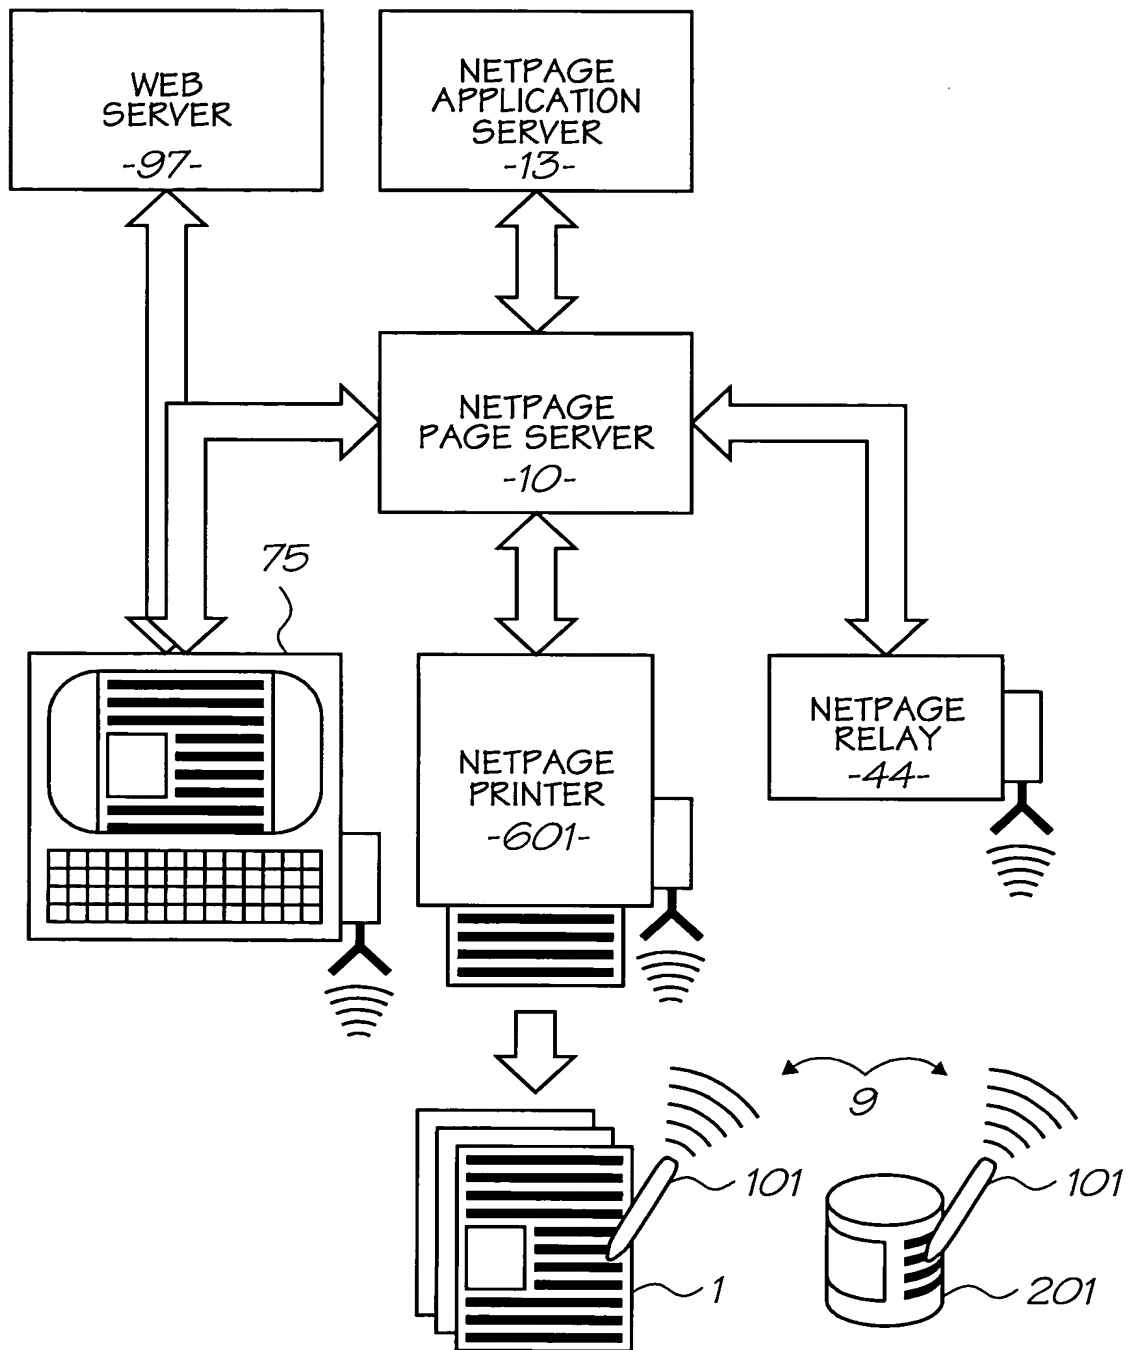 WEB
SERVER
-97-
NETPAGE
APPLICATION
SERVER
-13-
NETPAGE
PAGE SERVER
-10-
75
NETPAGE
PRINTER
-601-
NETPAGE
RELAY
-44-
9
101
101
1
201